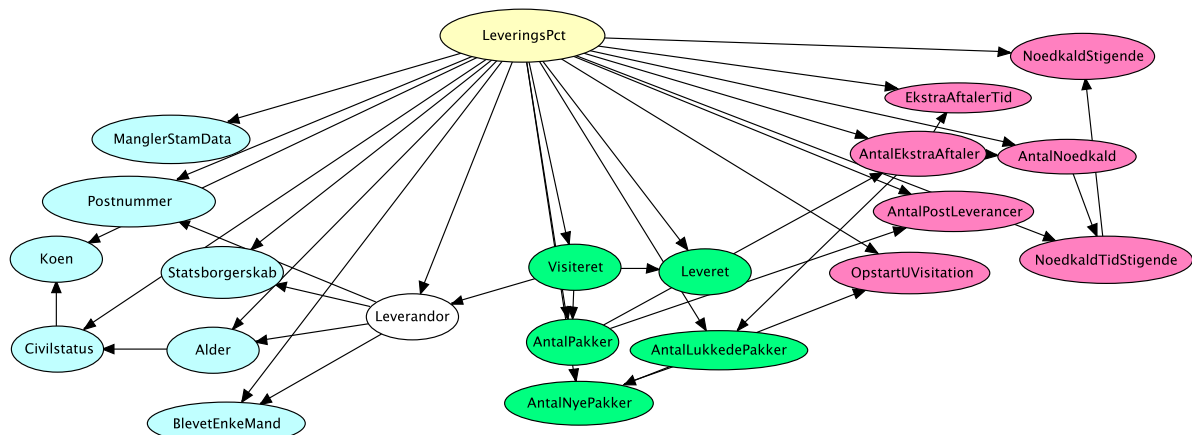 LeveringsPct
NoedkaldStigende
EkstraAftalerTid
ManglerStamData
AntalEkstraAftaler
AntalNoedkald
Postnummer
AntalPostLeverancer
Koen
Statsborgerskab
Visiteret
Leveret
OpstartUVisitation
NoedkaldTidStigende
Leverandor
Civilstatus
Alder
AntalPakker
AntalLukkedePakker
AntalNyePakker
BlevetEnkeMand